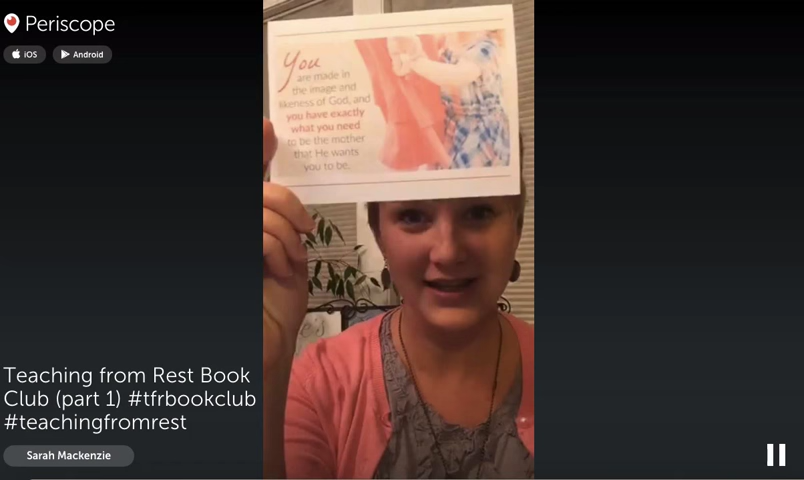 Periscope
iOS
Android
You
are made in
the image and
likeness of God, and
you have exactly
what you need
to be the mother
that He wants
you to be.
Teaching from Rest Book
Club (part 1) #tfrbookclub
#teachingfromrest
Sarah Mackenzie